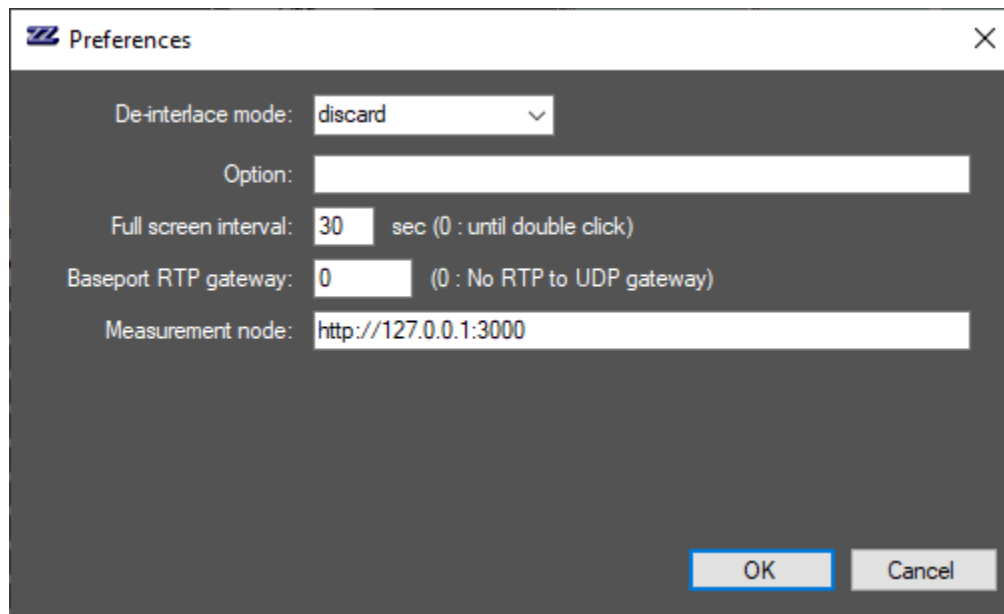 Preferences
De-interlace mode: discard
Option:
Full screen interval: 30 sec (0 : until double click)
Baseport RTP gateway: 0 (0 : No RTP to UDP gateway)
Measurement node: http://127.0.0.1:3000
OK Cancel